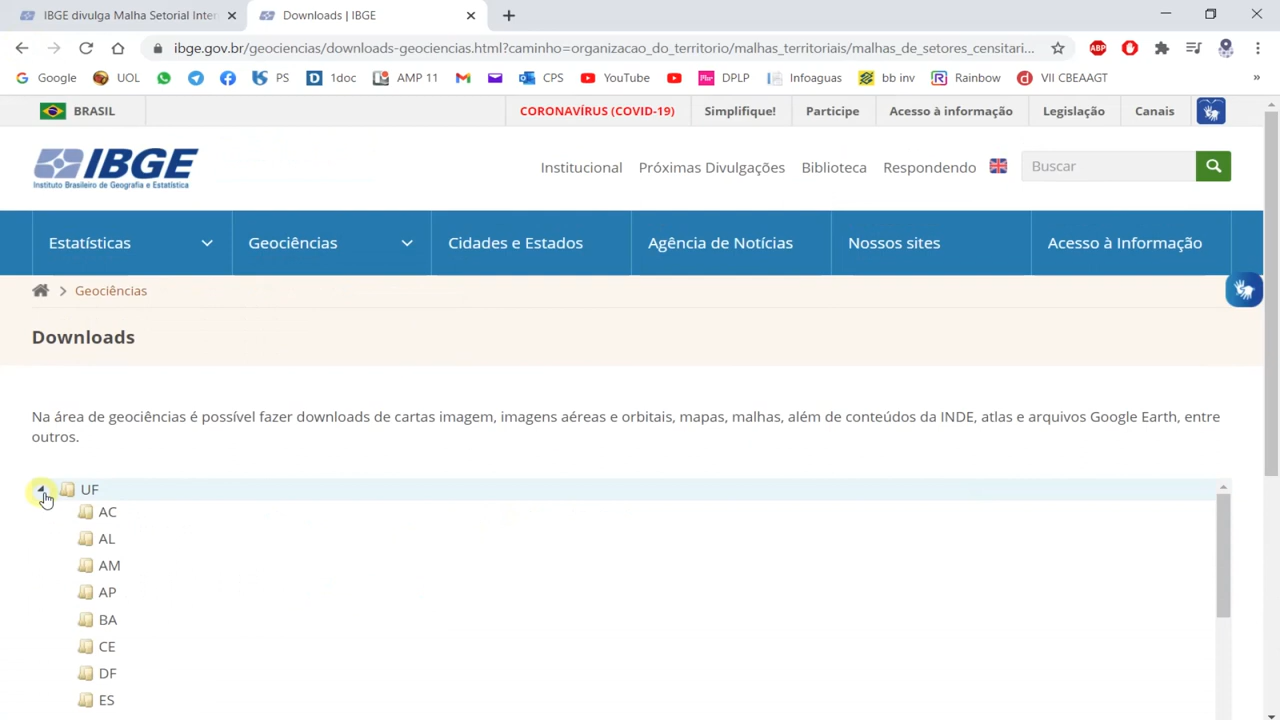 IBGE divulga Malha Setorial Inter
Downloads | IBGE
ibge.gov.br/geociencias/downloads-geociencias.html?caminho=organizacao_do_territorio/malhas_territoriais/malhas_de_setores_censitari...
Google UOL PS 1doc AMP 11 CPS YouTube DPLP Infoaguas bb inv Rainbow VII CBEAAGT »
BRASIL CORONAVÍRUS (COVID-19) Simplifique! Participe Acesso à informação Legislação Canais
IBGE
Instituto Brasileiro de Geografia e Estatística
Institucional Próximas Divulgações Biblioteca Respondendo Buscar
Estatísticas Geociências Cidades e Estados Agência de Notícias Nossos sites Acesso à Informação
Geociências
Downloads
Na área de geociências é possível fazer downloads de cartas imagem, imagens aéreas e orbitais, mapas, malhas, além de conteúdos da INDE, atlas e arquivos Google Earth, entre
outros.
UF
AC
AL
AM
AP
BA
CE
DF
ES